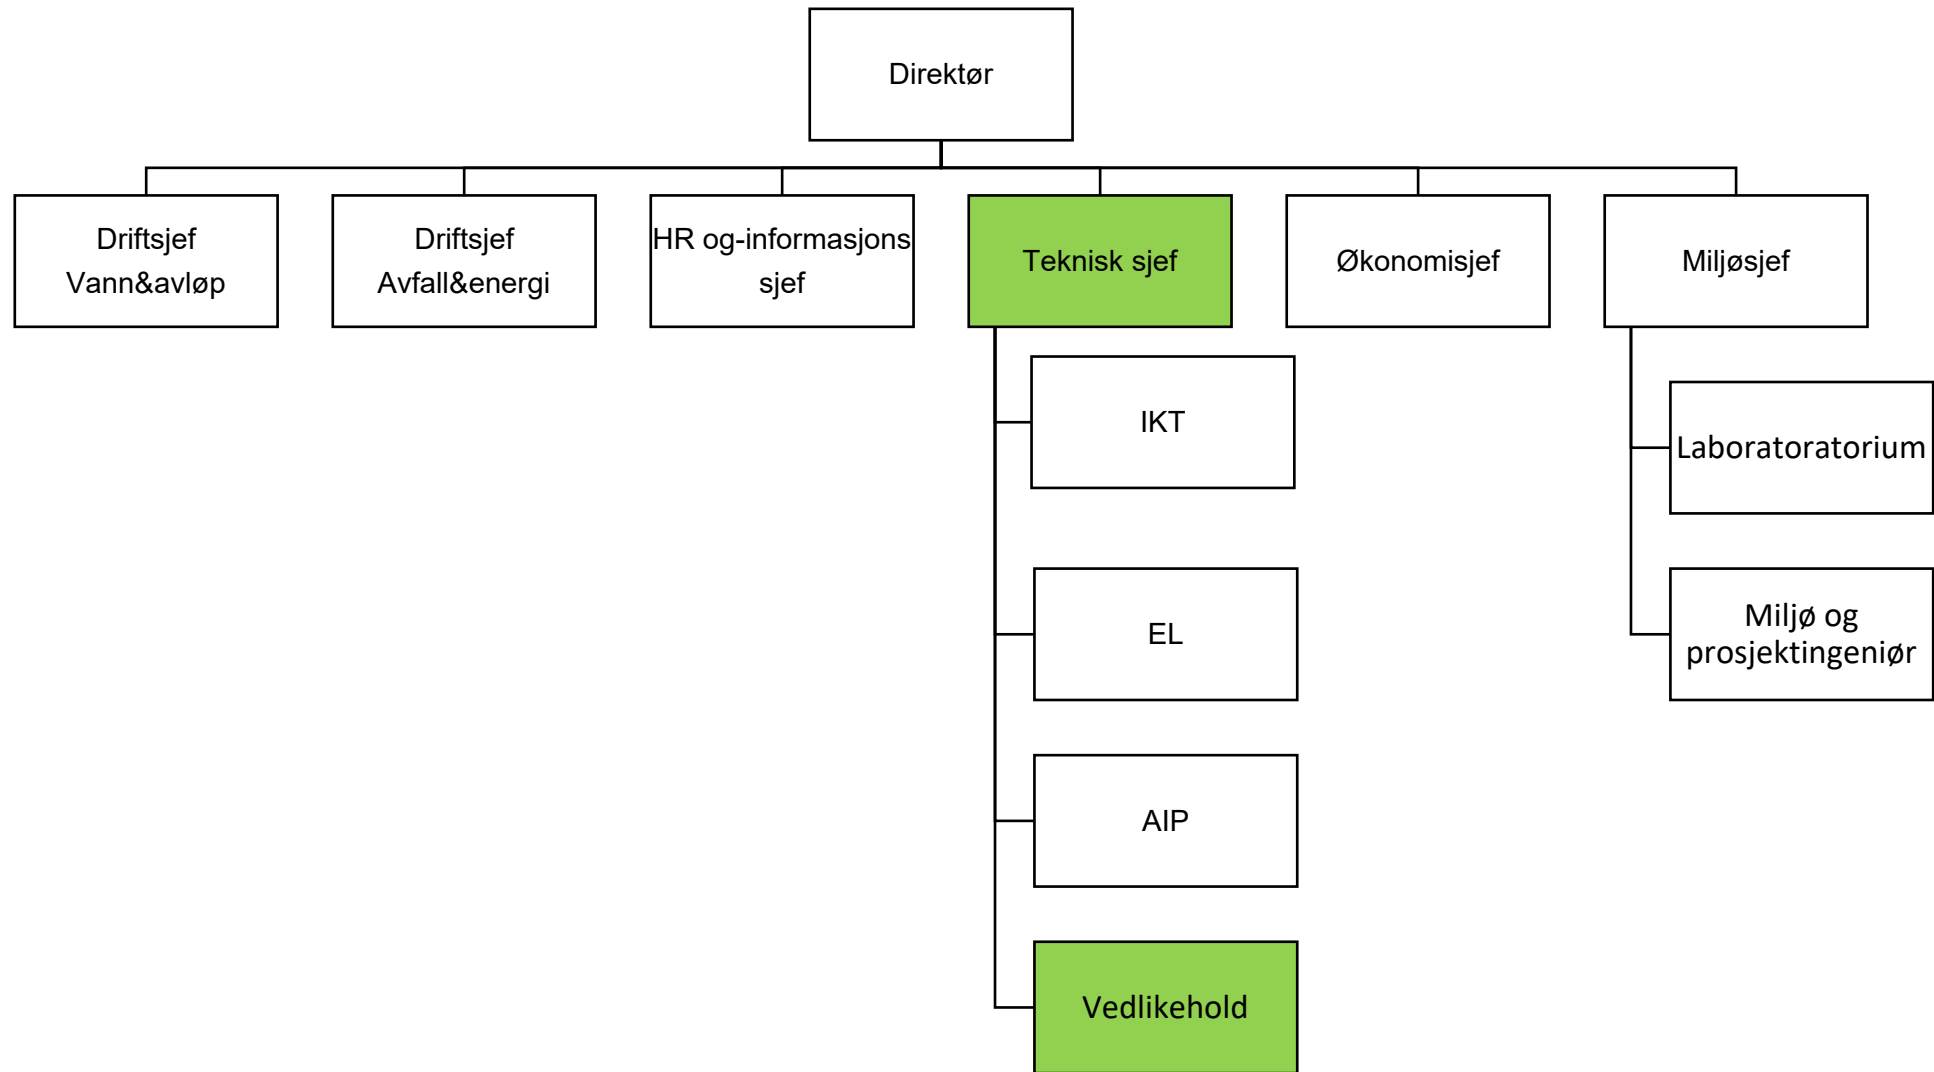 Direktør
Driftsjef
Vann&avløp
Driftsjef
Avfall&energi
HR og-informasjons
sjef
Teknisk sjef
Økonomisjef
Miljøsjef
IKT
EL
AIP
Vedlikehold
Laboratoratorium
Miljø og
prosjektingeniør